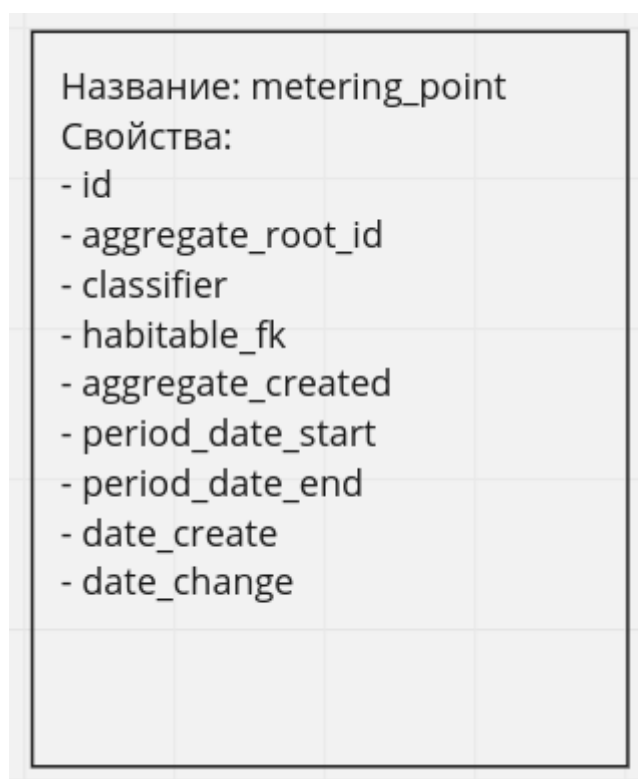 Название: metering_point
Свойства:
- id
- aggregate_root_id
- classifier
- habitable_fk
- aggregate_created
- period_date_start
- period_date_end
- date_create
- date_change